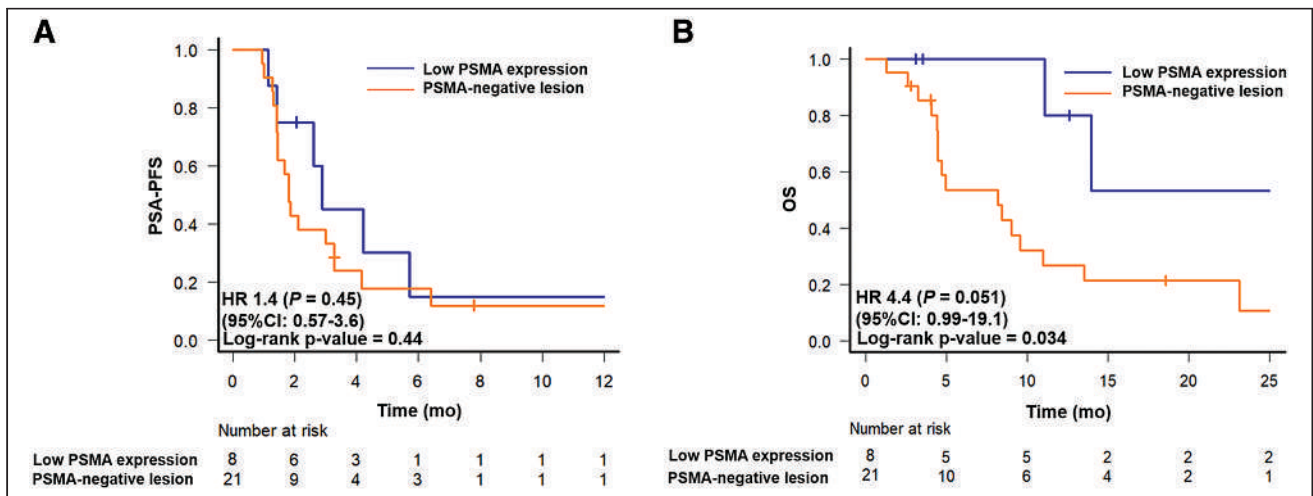 A
PSA-PFS
1.0
0.8
0.6
0.4
0.2
0.0
Low PSMA expression
PSMA-negative lesion
HR 1.4 (P = 0.45)
(95%CI: 0.57-3.6)
Log-rank p-value = 0.44
0 2 4 6 8 10 12
Time (mo)
Number at risk
Low PSMA expression 8 6 3 1 1 1 1
PSMA-negative lesion 21 9 4 3 1 1 1
B
OS
1.0
0.8
0.6
0.4
0.2
0.0
Low PSMA expression
PSMA-negative lesion
HR 4.4 (P = 0.051)
(95%CI: 0.99-19.1)
Log-rank p-value = 0.034
0 5 10 15 20 25
Time (mo)
Number at risk
Low PSMA expression 8 5 5 2 2 2
PSMA-negative lesion 21 10 6 4 2 1